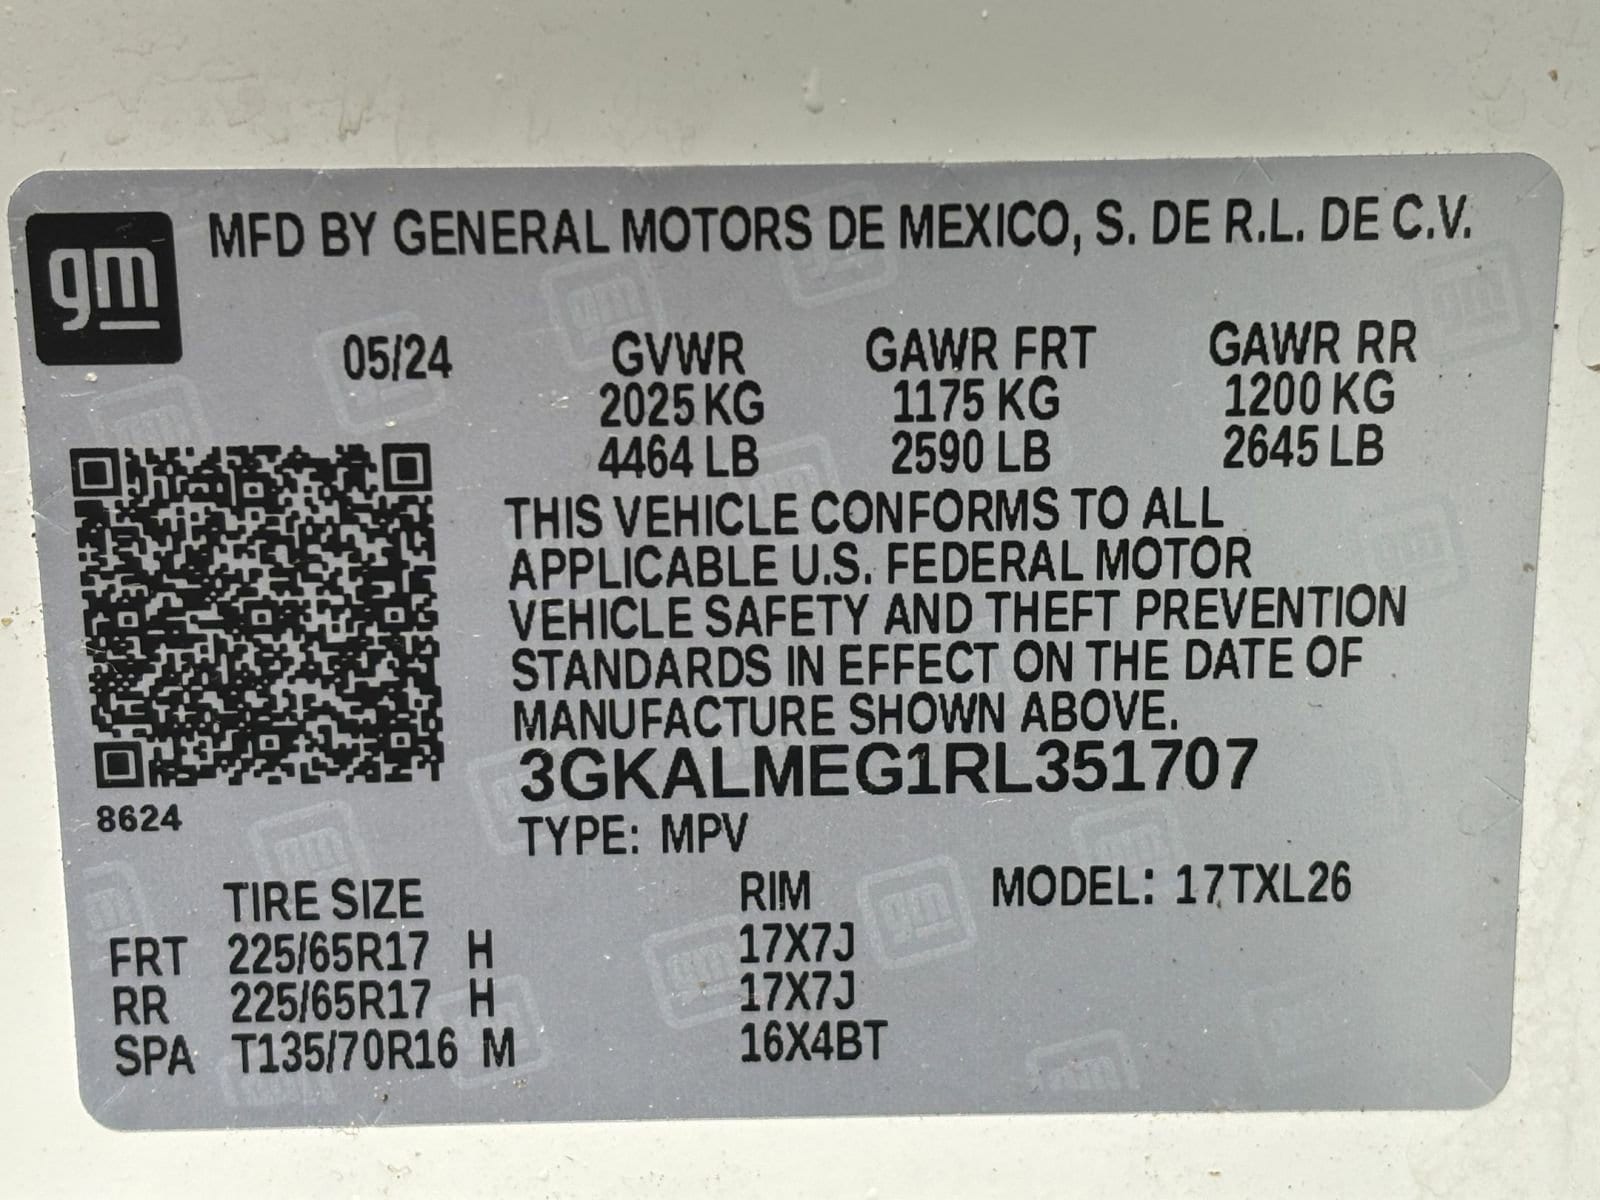 gm
MFD BY GENERAL MOTORS DE MEXICO, S. DE R.L. DE C.V.
05/24 GVWR GAWR FRT GAWR RR
2025 KG 1175 KG 1200 KG
4464 LB 2590 LB 2645 LB
THIS VEHICLE CONFORMS TO ALL
APPLICABLE U.S. FEDERAL MOTOR
VEHICLE SAFETY AND THEFT PREVENTION
STANDARDS IN EFFECT ON THE DATE OF
MANUFACTURE SHOWN ABOVE.
3GKALMEG1RL351707
8624
TYPE: MPV
TIRE SIZE RIM MODEL: 17TXL26
FRT 225/65R17 H 17X7J
RR 225/65R17 H 17X7J
SPA T135/70R16 M 16X4BT